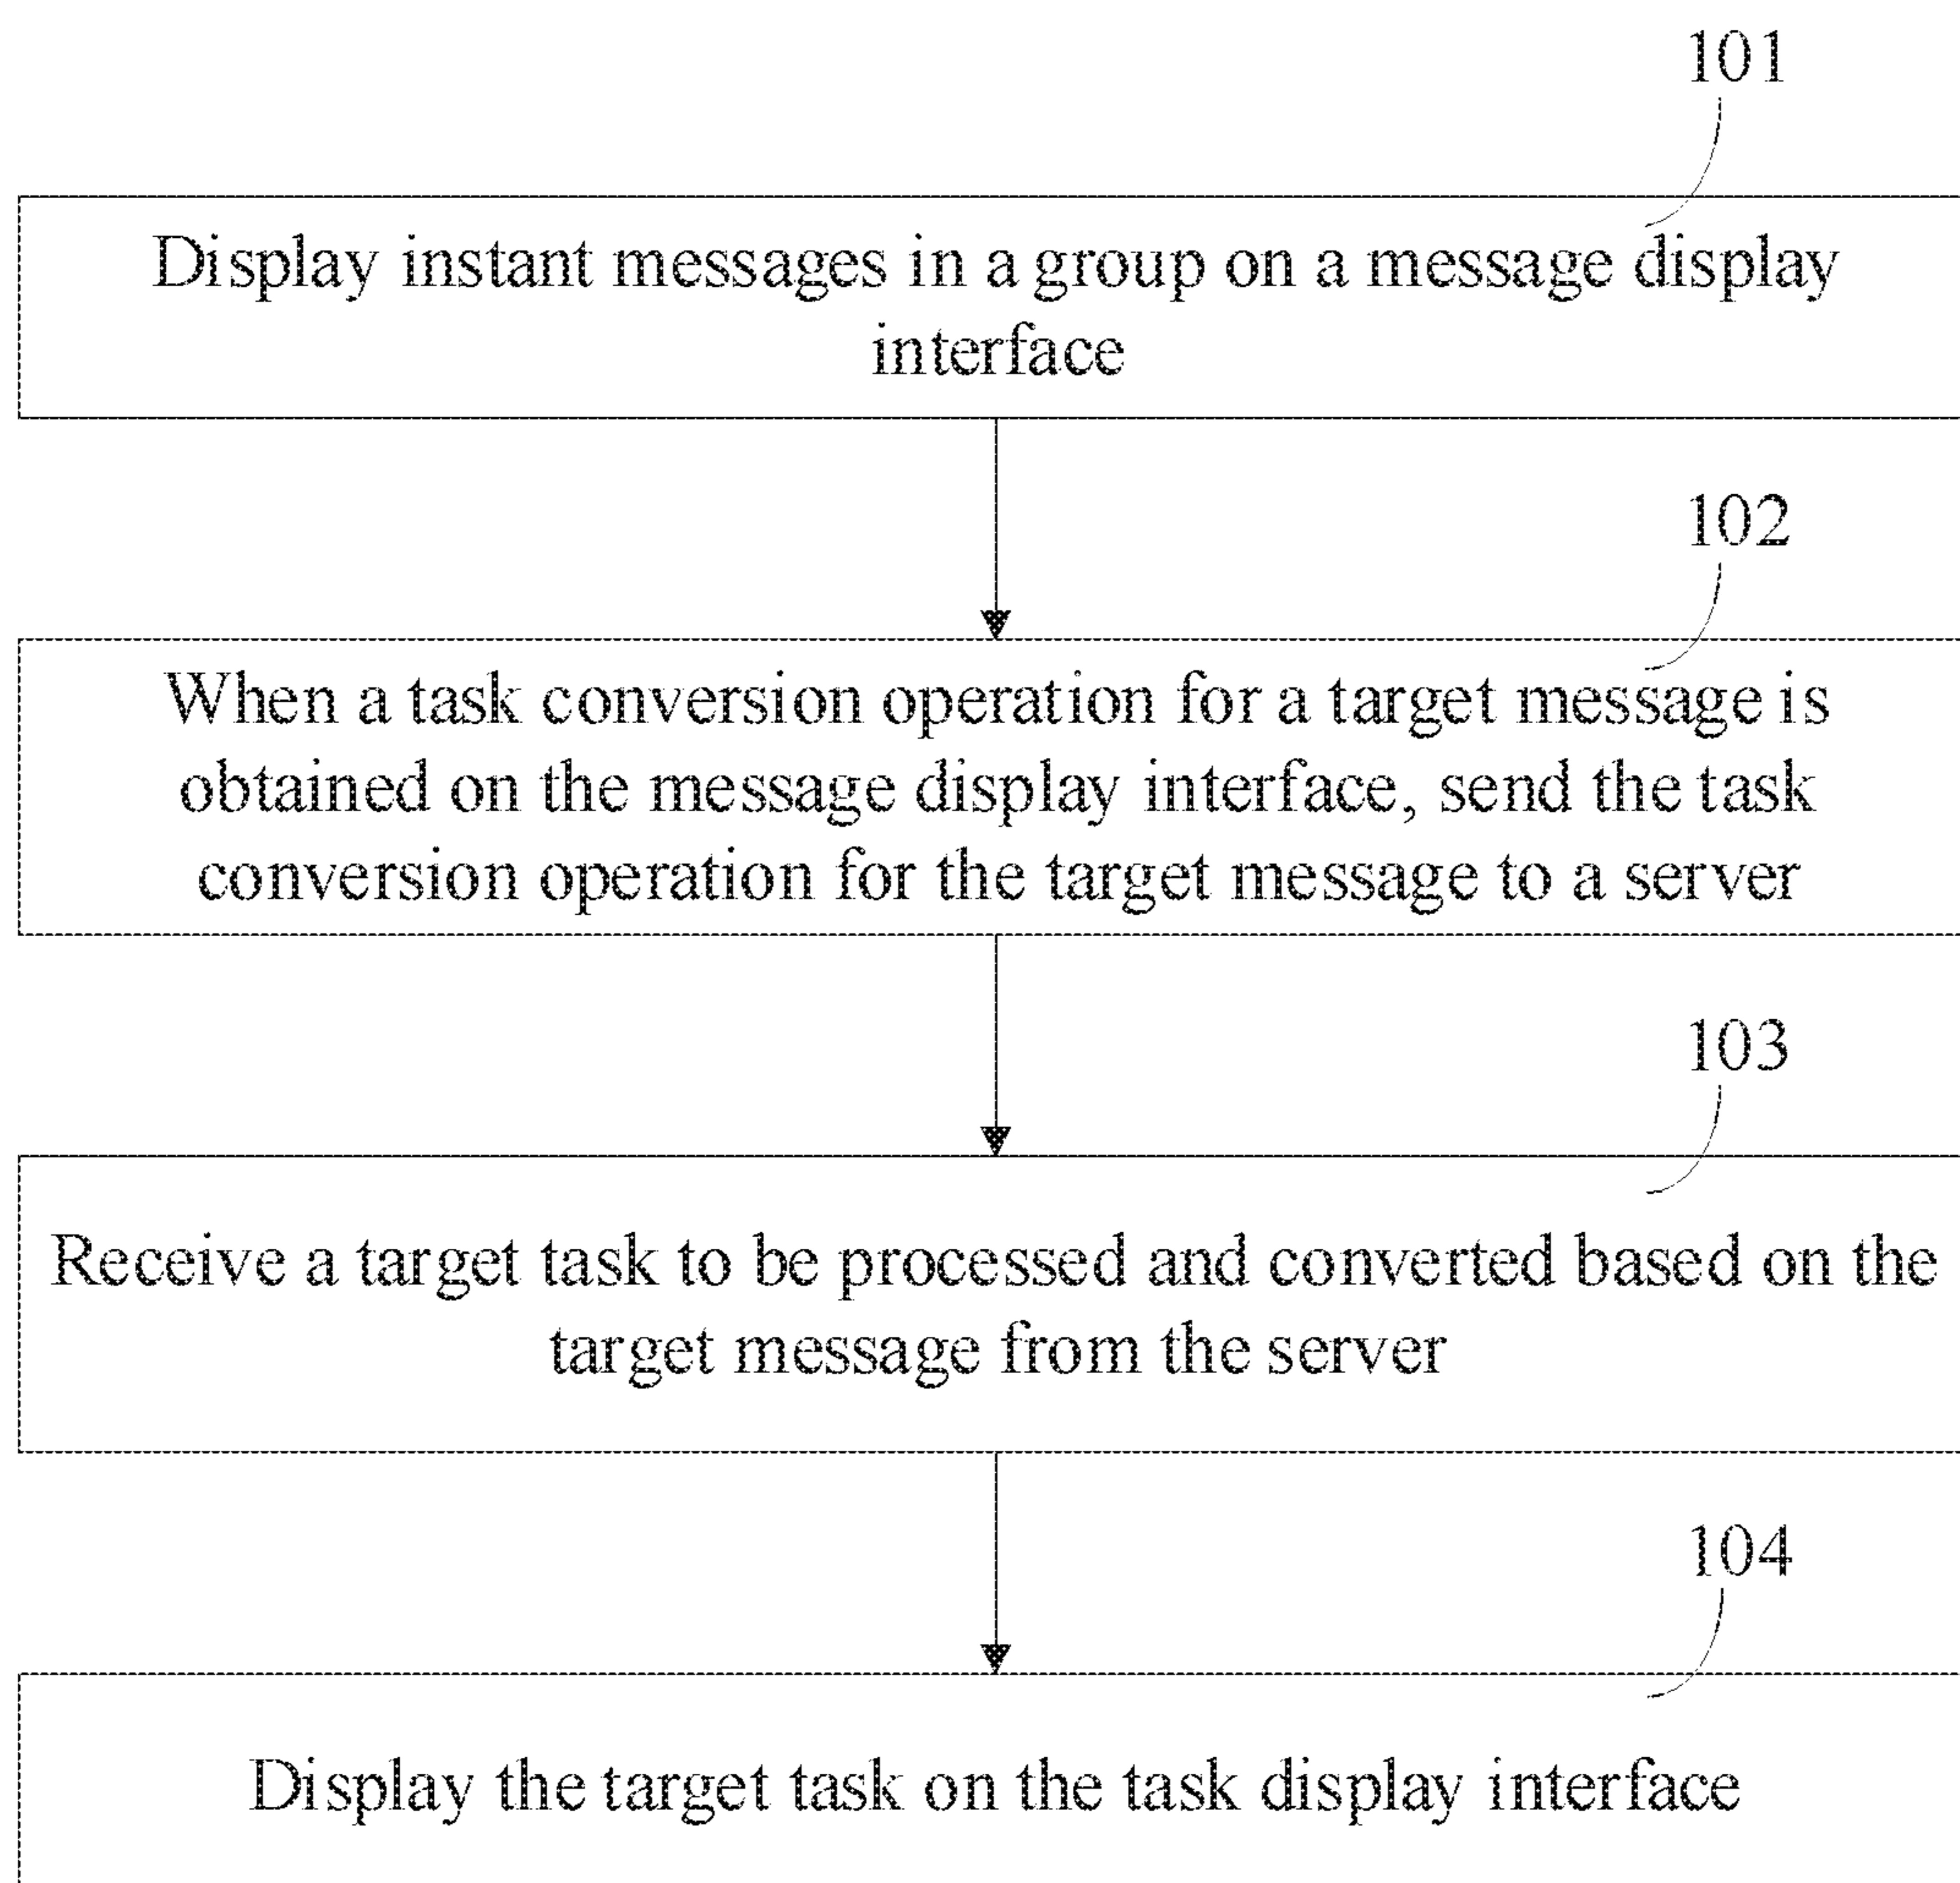 101
Display instant messages in a group on a message display
interface
102
When a task conversion operation for a target message is
obtained on the message display interface, send the task
conversion operation for the target message to a server
103
Receive a target task to be processed and converted based on the
target message from the server
104
Display the target task on the task display interface